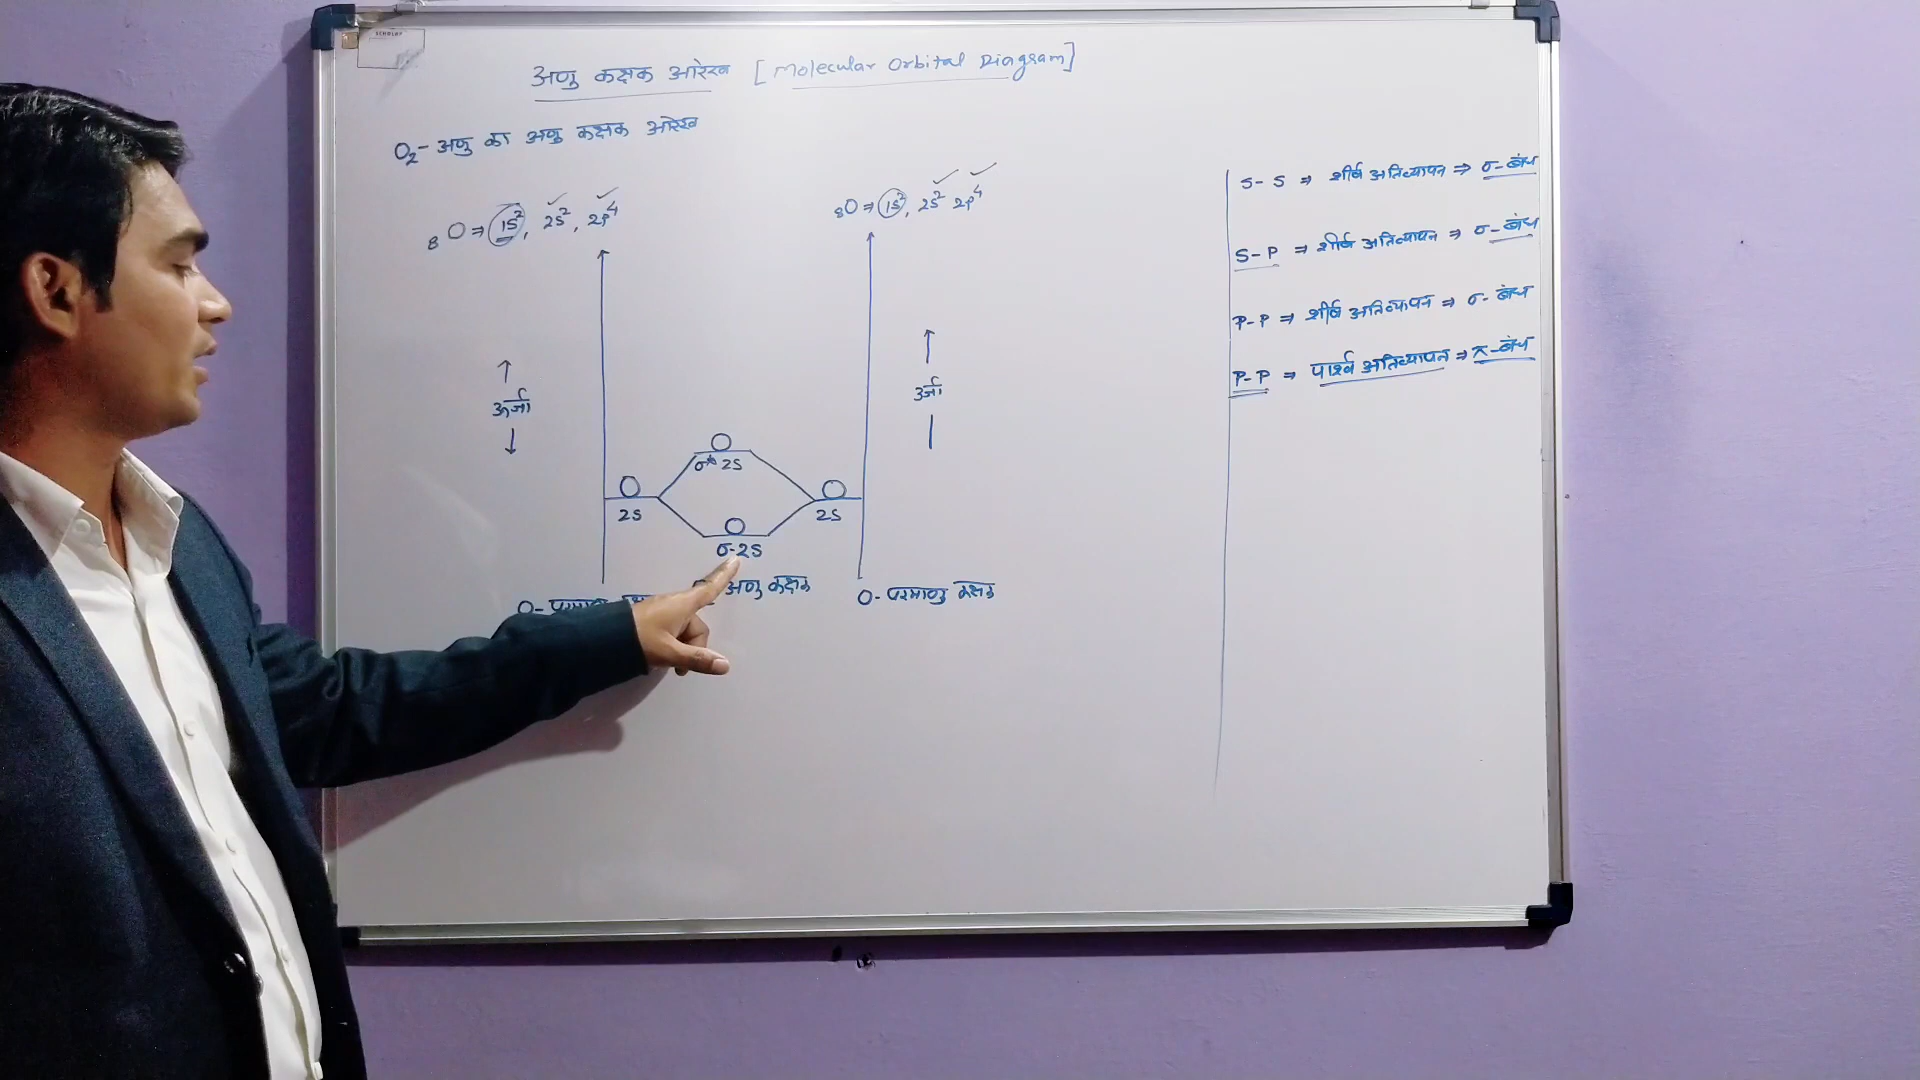 अणु कक्षक आरेख [Molecular Orbital Diagram]
O₂- अणु का अणु कक्षक आरेख
₈O ⇒ 1S², 2S², 2P⁴
₈O ⇒ 1S², 2S² 2P⁴
↑
ऊर्जा
↓
↑
उर्जा
σ* 2S
2S
2S
σ-2S
O-
अणु कक्षक
O- परमाणु कक्षक
S-S ⇒ शीर्ष अतिव्यापन ⇒ σ-बंध
S-P ⇒ शीर्ष अतिव्यापन ⇒ σ-बंध
P-P ⇒ शीर्ष अतिव्यापन ⇒ σ-बंध
P-P ⇒ पार्श्व अतिव्यापन ⇒ π-बंध